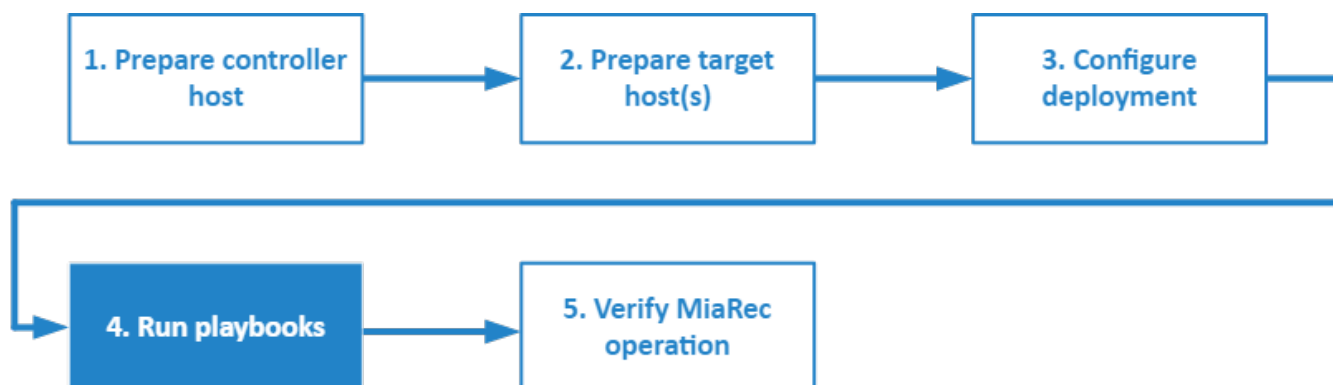 1. Prepare controller
host
2. Prepare target
host(s)
3. Configure
deployment
4. Run playbooks
5. Verify MiaRec
operation